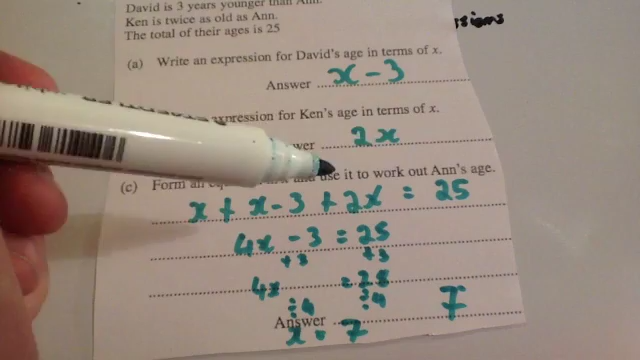 David is 3 years younger than Ann.
Ken is twice as old as Ann.
The total of their ages is 25
(a) Write an expression for David's age in terms of x.
Answer x - 3
expression for Ken's age in terms of x.
2x
(c) Form an use it to work out Ann's age.
x + x - 3 + 2x = 25
4x - 3 = 25
+3 +3
4x = 28
÷4 ÷4
Answer 7
x = 7